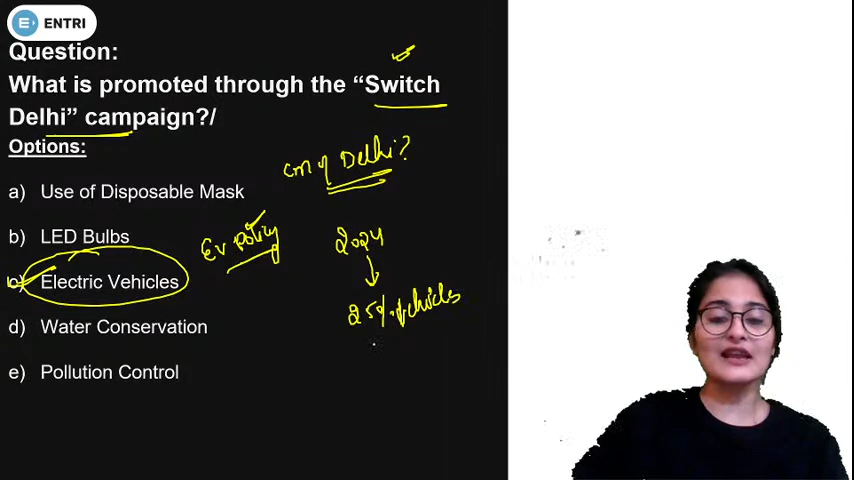 ENTRI
Question:
What is promoted through the “Switch
Delhi” campaign?/
Options:
cm of Delhi?
a) Use of Disposable Mask
b) LED Bulbs
EV policy
2024
c) Electric Vehicles
25% vehicles
d) Water Conservation
e) Pollution Control